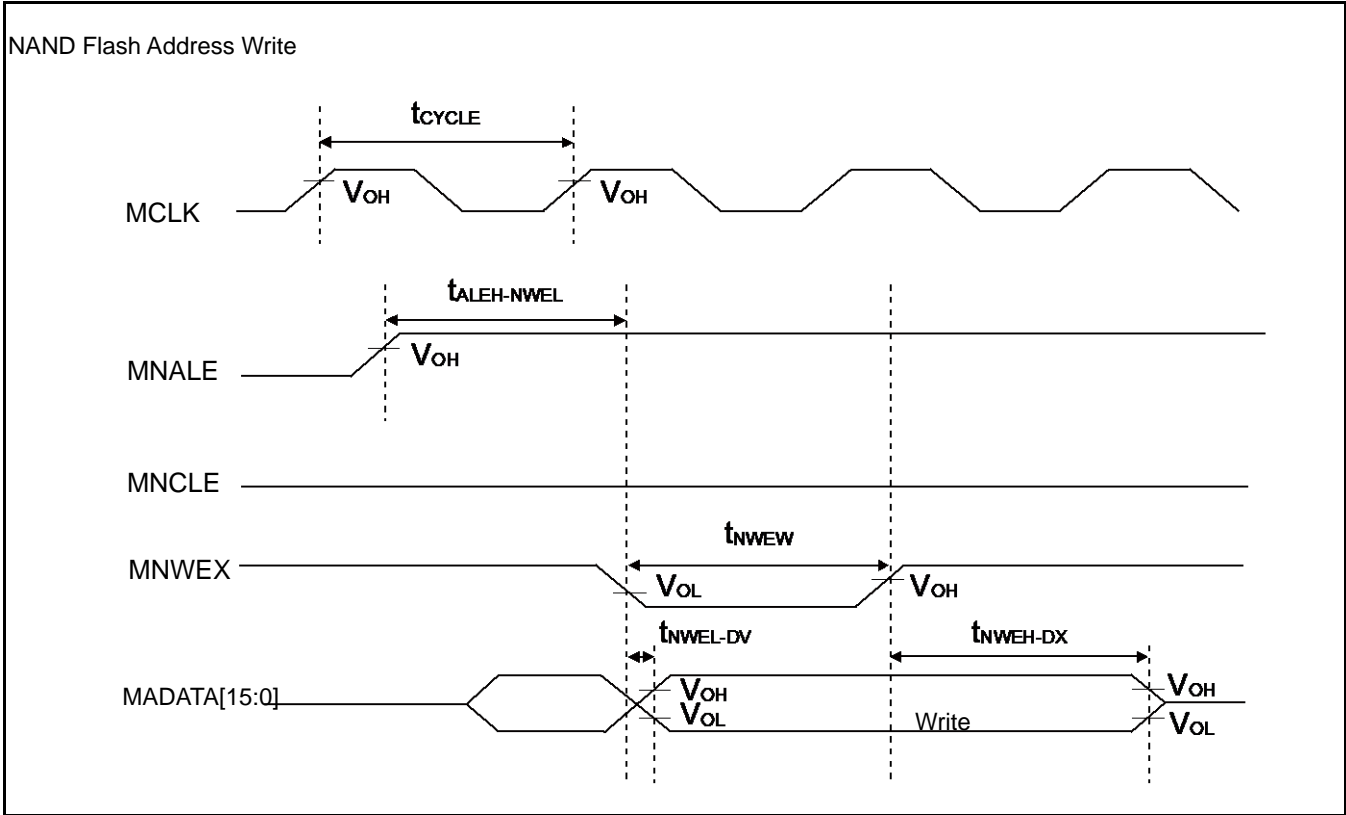 NAND Flash Address Write
tCYCLE
VOH VOH
MCLK
tALEH-NWEL
VOH
MNALE
MNCLE
tNWEW
MNWEX
VOL VOH
tNWEL-DV tNWEH-DX
MADATA[15:0]
VOH VOH
VOL Write VOL